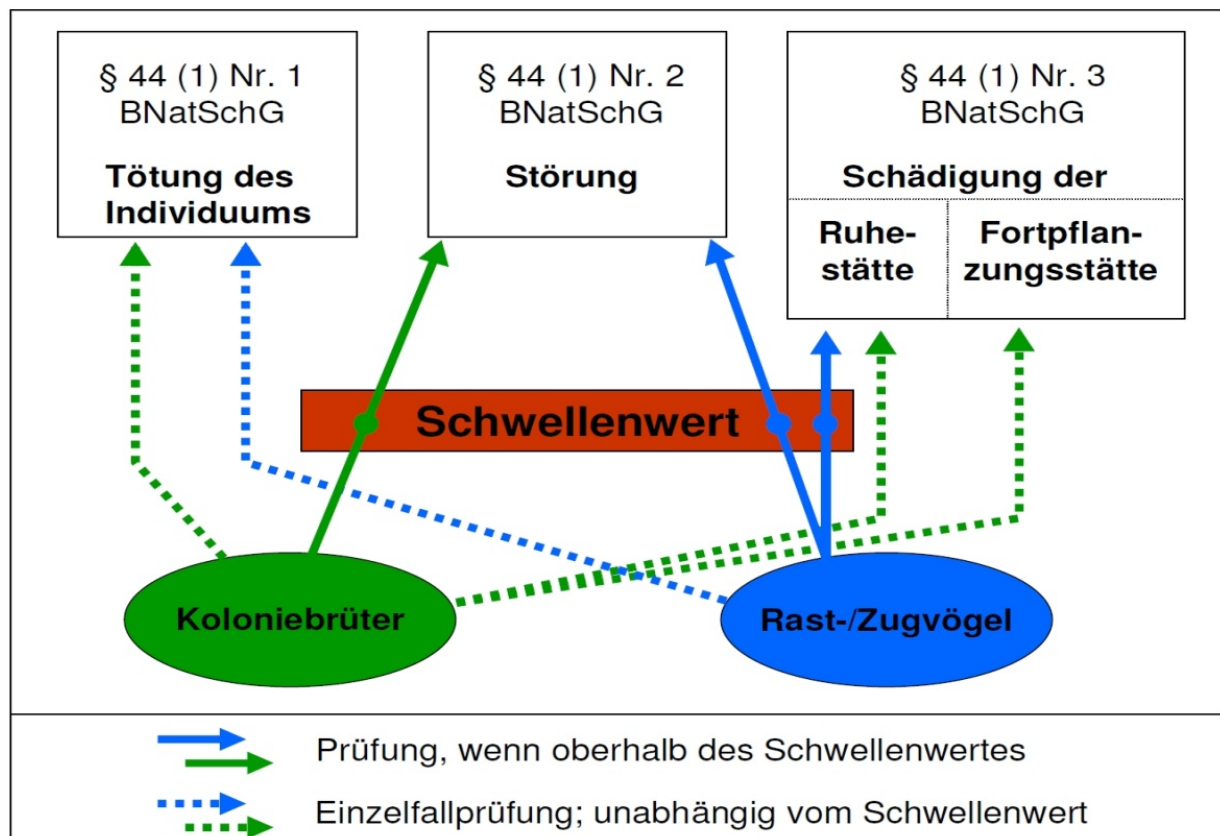 § 44 (1) Nr. 1
BNatSchG
Tötung des
Individuums
§ 44 (1) Nr. 2
BNatSchG
Störung
§ 44 (1) Nr. 3
BNatSchG
Schädigung der
Ruhe-
stätte
Fortpflan-
zungsstätte
Schwellenwert
Koloniebrüter
Rast-/Zugvögel
Prüfung, wenn oberhalb des Schwellenwertes
Einzelfallprüfung; unabhängig vom Schwellenwert